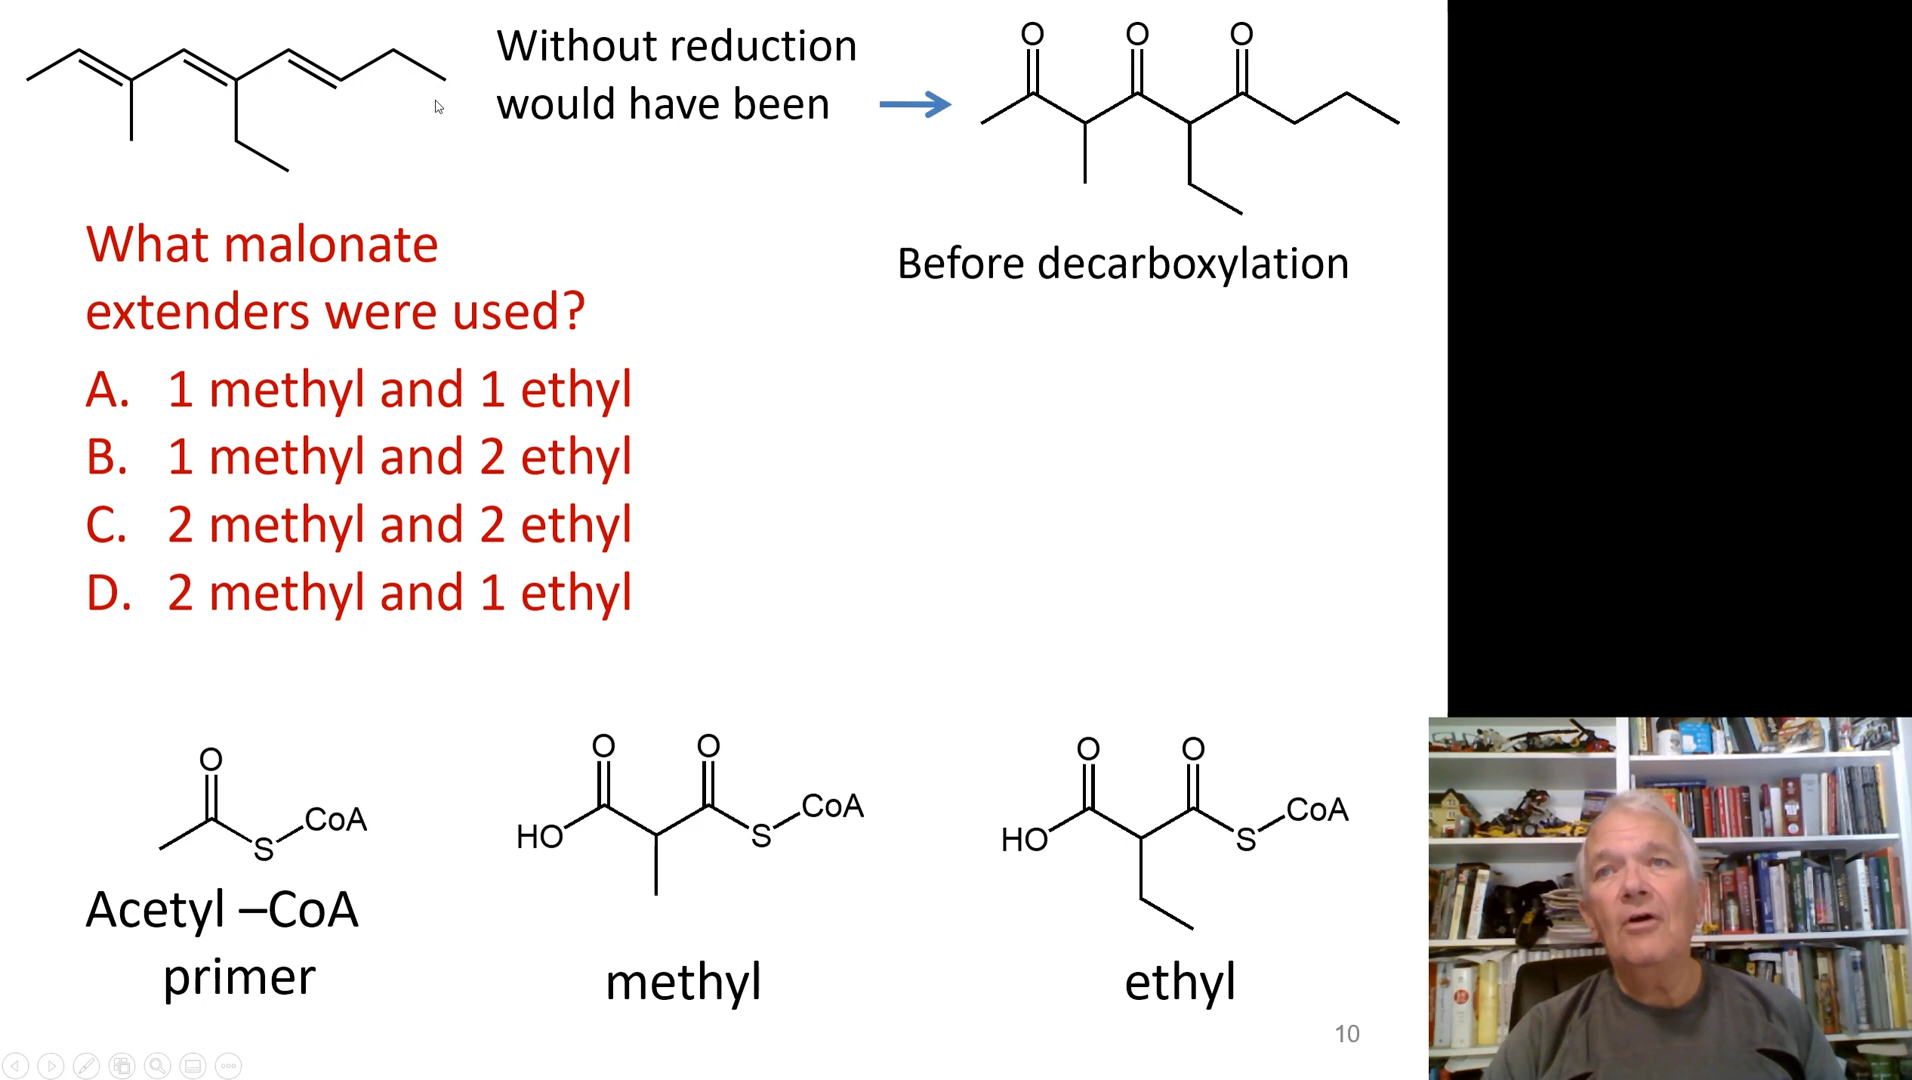 Without reduction
would have been
O O O
Before decarboxylation
What malonate
extenders were used?
A. 1 methyl and 1 ethyl
B. 1 methyl and 2 ethyl
C. 2 methyl and 2 ethyl
D. 2 methyl and 1 ethyl
O
S
CoA
Acetyl –CoA
primer
O O
HO
S
CoA
methyl
O O
HO
S
CoA
ethyl
10